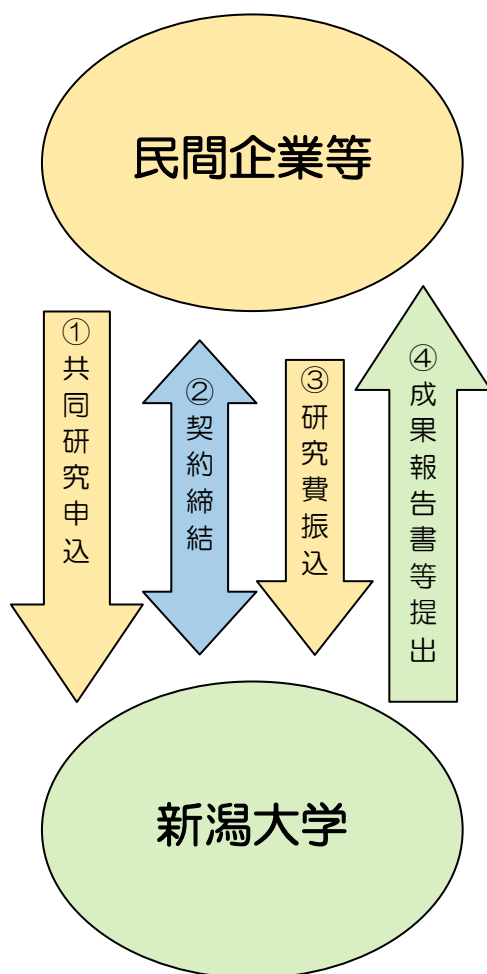 民間企業等
①共同研究申込
②契約締結
③研究費振込
④成果報告書等提出
新潟大学